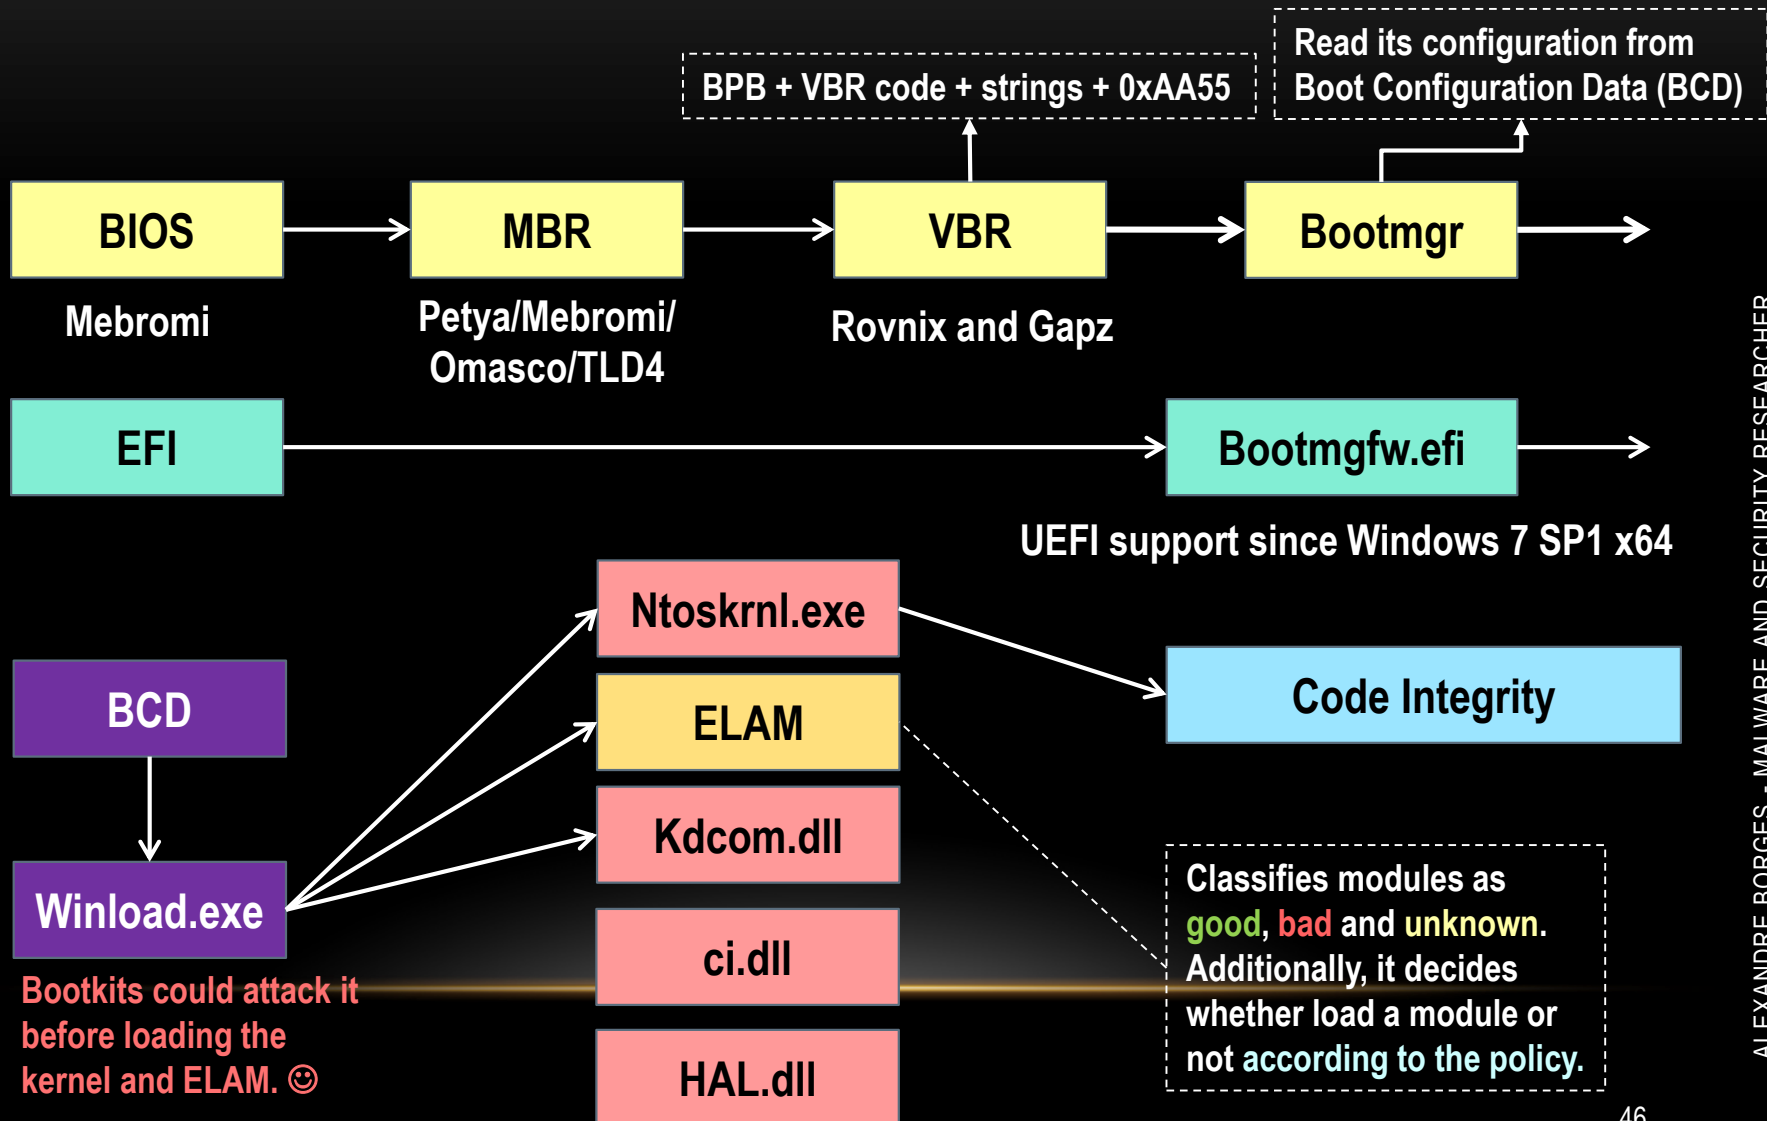 Read its configuration from
Boot Configuration Data (BCD)
BPB + VBR code + strings + 0xAA55
BIOS
MBR
VBR
Bootmgr
Mebromi
Petya/Mebromi/
Omasco/TLD4
Rovnix and Gapz
EFI
Bootmgfw.efi
UEFI support since Windows 7 SP1 x64
Ntoskrnl.exe
BCD
ELAM
Code Integrity
Kdcom.dll
Winload.exe
ci.dll
HAL.dll
Bootkits could attack it
before loading the
kernel and ELAM. ☺
Classifies modules as
good, bad and unknown.
Additionally, it decides
whether load a module or
not according to the policy.
ALEXANDRE BORGES - MALWARE AND SECURITY RESEARCHER
46